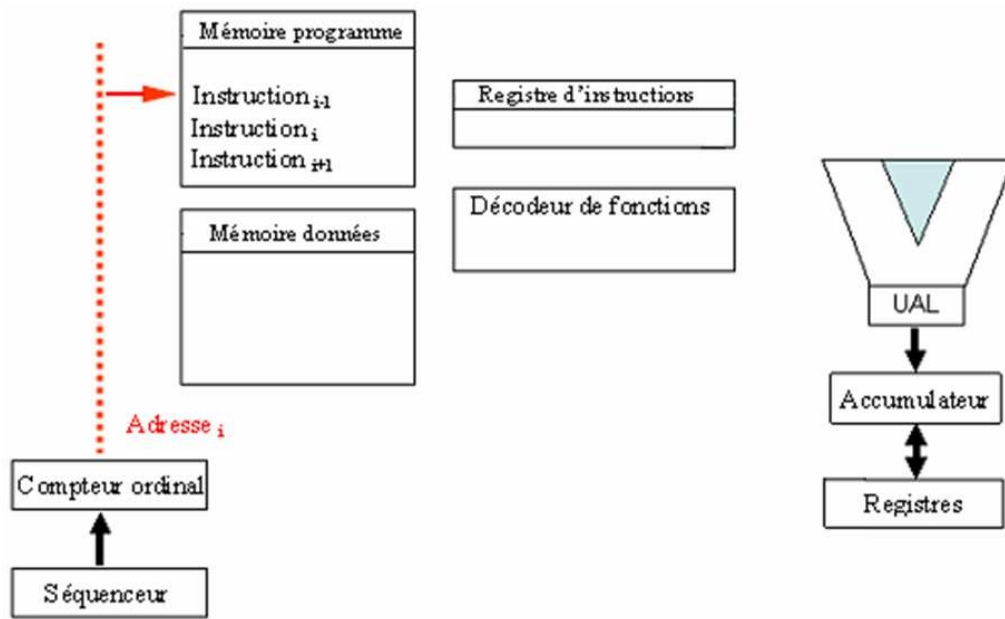 Mémoire programme
Instruction i-1
Instruction i
Instruction i+1
Registre d'instructions
Décodeur de fonctions
Mémoire données
UAL
Accumulateur
Registres
Adresse i
Compteur ordinal
Séquenceur